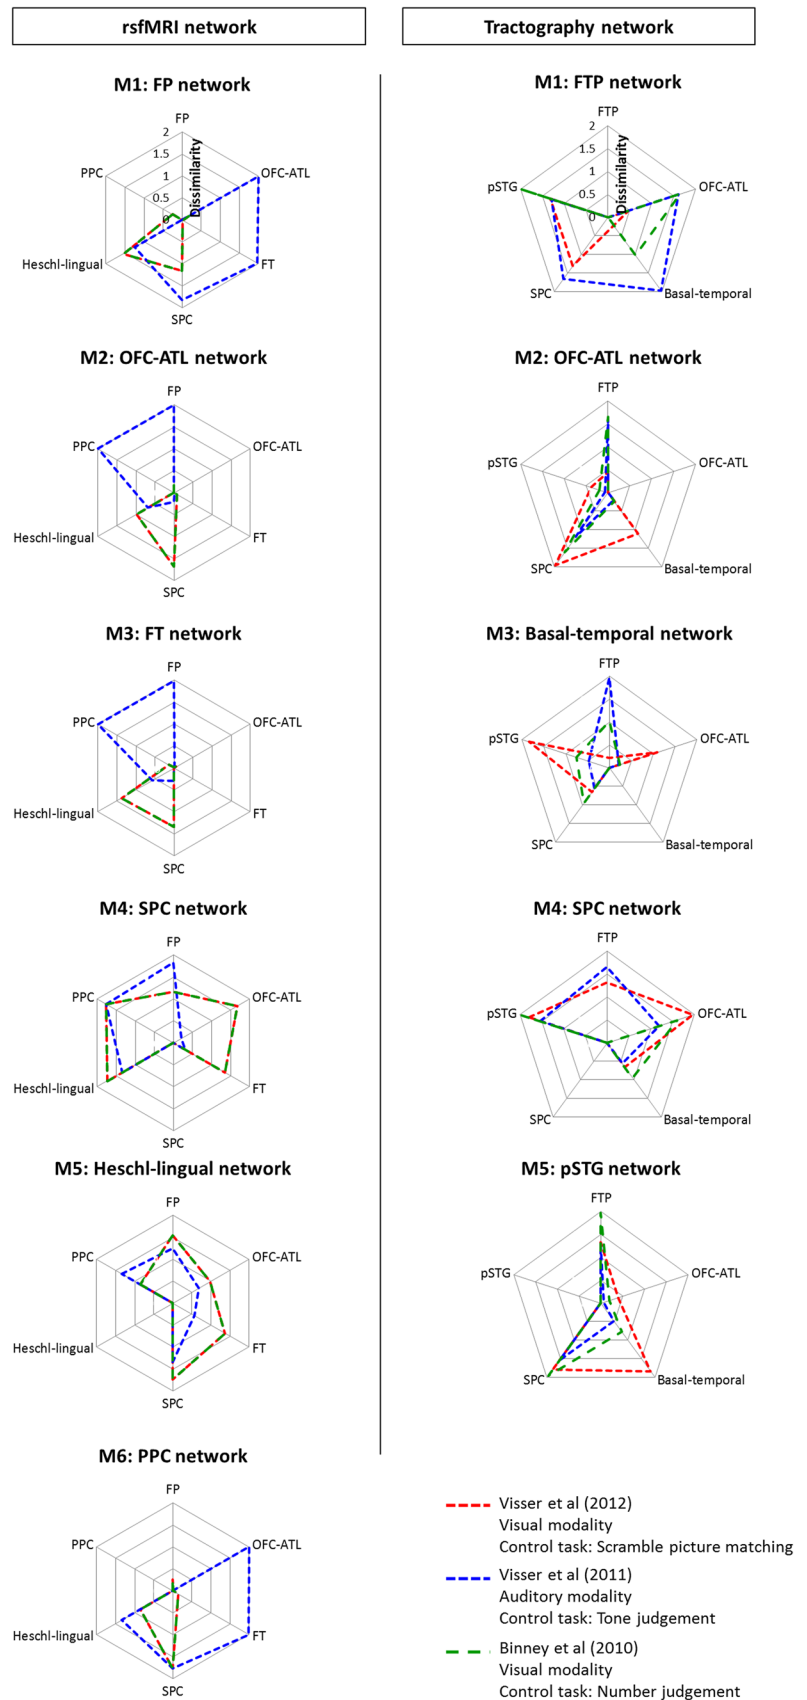 rsfMRI network
Tractography network
M1: FP network
FP
2
1.5
1
0.5
0
Dissimilarity
OFC-ATL
FT
SPC
Heschl-lingual
PPC
M2: OFC-ATL network
FP
OFC-ATL
FT
SPC
Heschl-lingual
PPC
M3: FT network
FP
OFC-ATL
FT
SPC
Heschl-lingual
PPC
M4: SPC network
FP
OFC-ATL
FT
SPC
Heschl-lingual
PPC
M5: Heschl-lingual network
FP
OFC-ATL
FT
SPC
Heschl-lingual
PPC
M6: PPC network
FP
OFC-ATL
FT
SPC
Heschl-lingual
PPC
M1: FTP network
FTP
2
1.5
1
0.5
0
Dissimilarity
OFC-ATL
Basal-temporal
SPC
pSTG
M2: OFC-ATL network
FTP
OFC-ATL
Basal-temporal
SPC
pSTG
M3: Basal-temporal network
FTP
OFC-ATL
Basal-temporal
SPC
pSTG
M4: SPC network
FTP
OFC-ATL
Basal-temporal
SPC
pSTG
M5: pSTG network
FTP
OFC-ATL
Basal-temporal
SPC
pSTG
Visser et al (2012)
Visual modality
Control task: Scramble picture matching
Visser et al (2011)
Auditory modality
Control task: Tone judgement
Binney et al (2010)
Visual modality
Control task: Number judgement